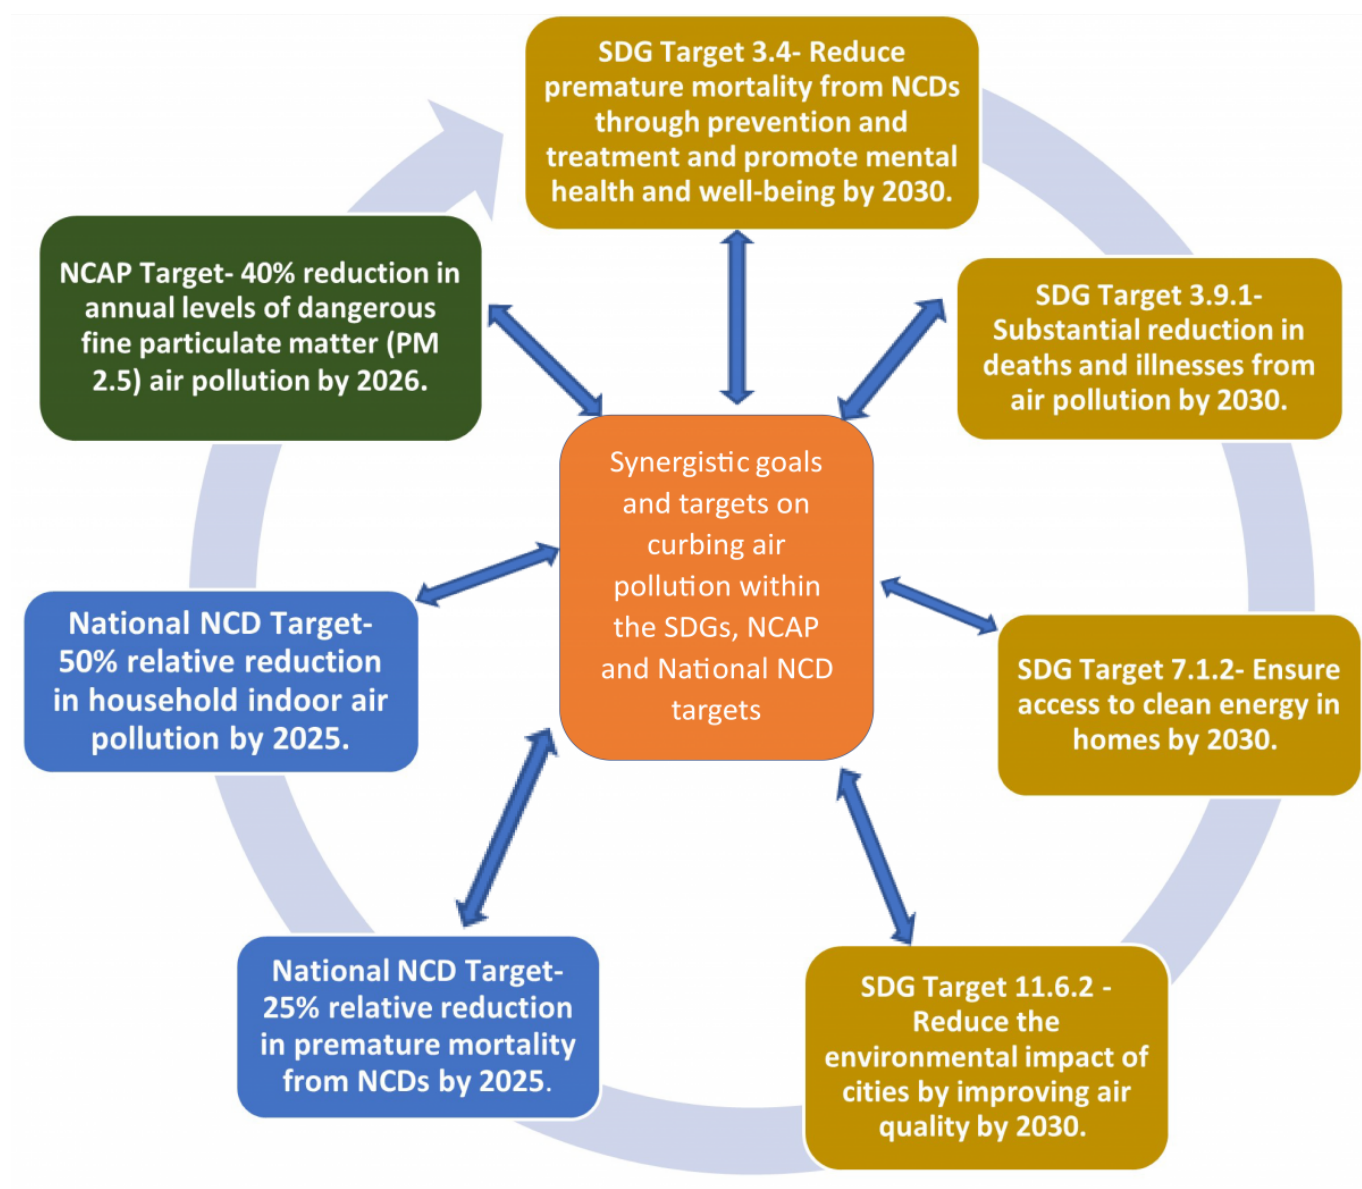 SDG Target 3.4- Reduce
premature mortality from NCDs
through prevention and
treatment and promote mental
health and well-being by 2030.
NCAP Target- 40% reduction in
annual levels of dangerous
fine particulate matter (PM
2.5) air pollution by 2026.
SDG Target 3.9.1-
Substantial reduction in
deaths and illnesses from
air pollution by 2030.
Synergistic goals
and targets on
curbing air
pollution within
the SDGs, NCAP
and National NCD
targets
National NCD Target-
50% relative reduction
in household indoor air
pollution by 2025.
SDG Target 7.1.2- Ensure
access to clean energy in
homes by 2030.
National NCD Target-
25% relative reduction
in premature mortality
from NCDs by 2025.
SDG Target 11.6.2 -
Reduce the
environmental impact of
cities by improving air
quality by 2030.